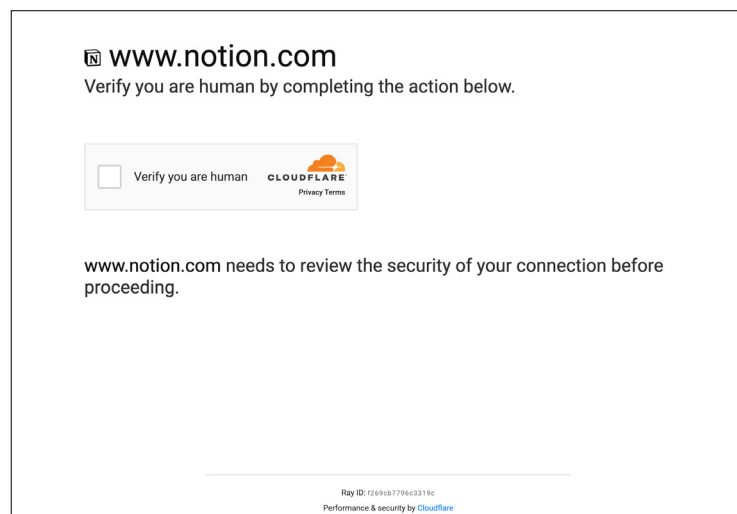 www.notion.com
Verify you are human by completing the action below.
Verify you are human
CLOUDFLARE
Privacy Terms
www.notion.com needs to review the security of your connection before
proceeding.
Ray ID: f269cb7796c3319c
Performance & security by Cloudflare